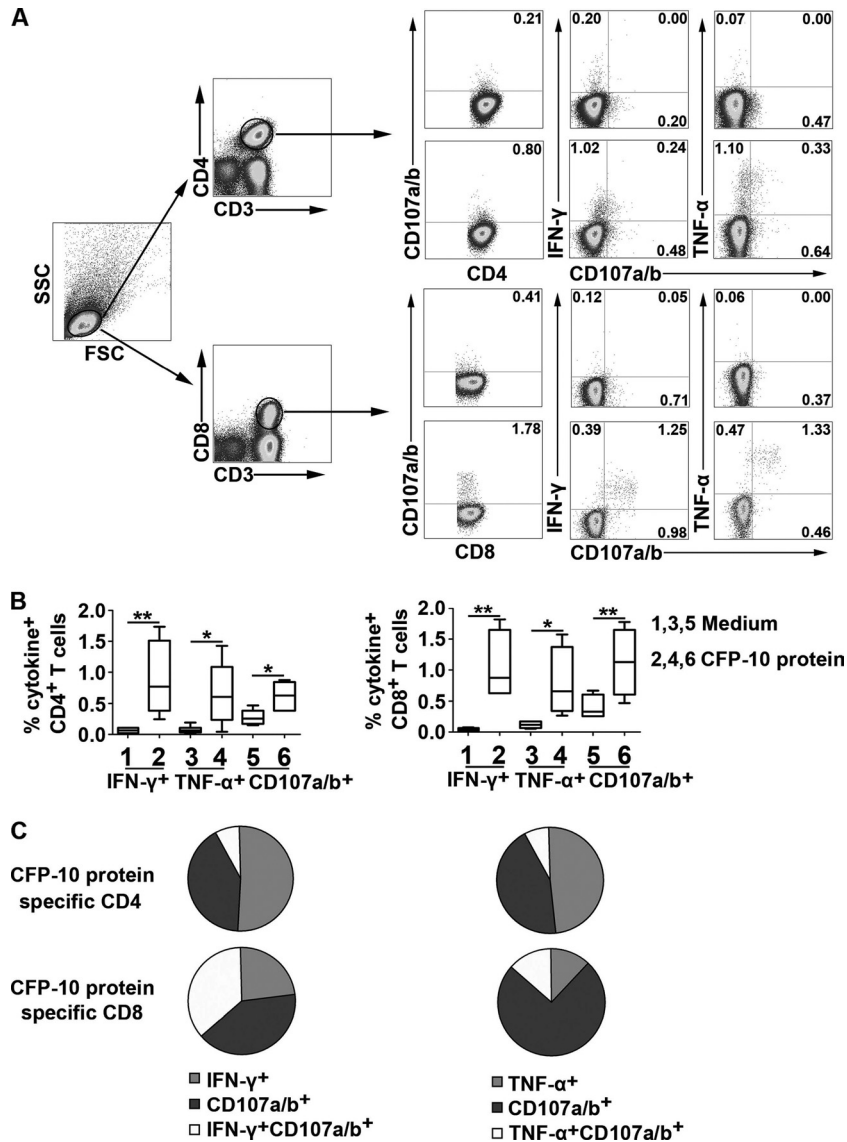 A
0.21
0.20 0.00
0.07 0.00
0.20
0.47
CD4
CD3
0.80
1.02 0.24
1.10 0.33
0.48
0.64
CD107a/b
IFN-γ
TNF-α
CD4
CD107a/b
SSC
FSC
0.41
0.12 0.05
0.06 0.00
0.71
0.37
CD8
CD3
1.78
0.39 1.25
0.47 1.33
0.98
0.46
CD107a/b
IFN-γ
TNF-α
CD8
CD107a/b
B
% cytokine+
CD4+ T cells
2.0
1.5
1.0
0.5
0.0
** * *
1 2 3 4 5 6
IFN-γ+ TNF-α+ CD107a/b+
% cytokine+
CD8+ T cells
2.0
1.5
1.0
0.5
0.0
** * **
1 2 3 4 5 6
IFN-γ+ TNF-α+ CD107a/b+
1,3,5 Medium
2,4,6 CFP-10 protein
C
CFP-10 protein
specific CD4
CFP-10 protein
specific CD8
IFN-γ+
CD107a/b+
IFN-γ+CD107a/b+
TNF-α+
CD107a/b+
TNF-α+CD107a/b+